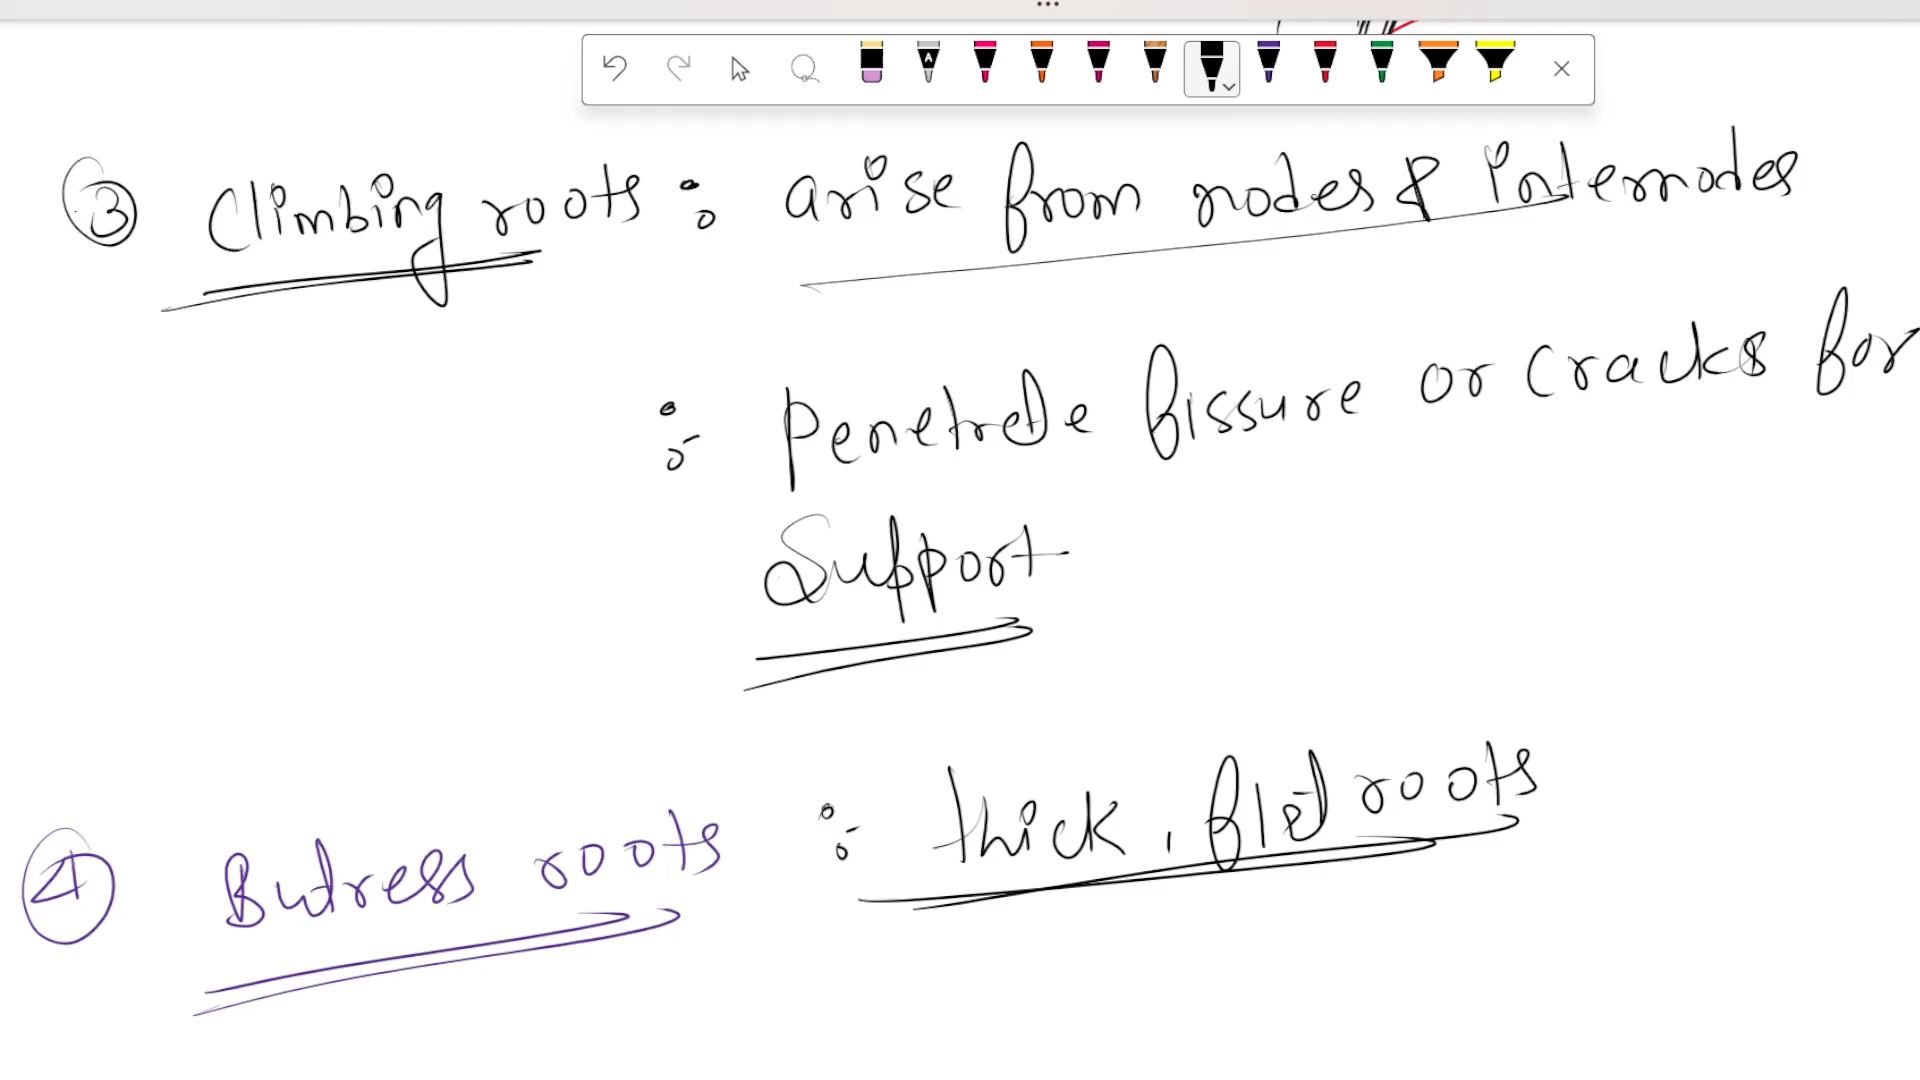 ③ Climbing roots : arise from nodes & internodes
: Penetrate fissure or cracks for
Support
④ Butress roots : thick, flat roots